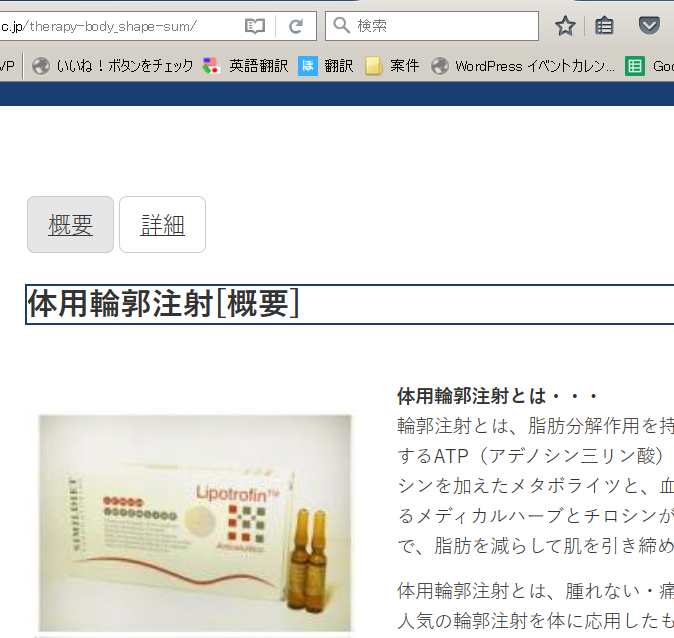 c.jp/therapy-body_shape-sum/
検索
VP いいね！ボタンをチェック 英語翻訳 ほ 翻訳 案件 WordPress イベントカレン... Goo
概要 詳細
体用輪郭注射[概要]
体用輪郭注射とは・・・
輪郭注射とは、脂肪分解作用を持
するATP（アデノシン三リン酸）
シンを加えたメタボライツと、血
るメディカルハーブとチロシンが
で、脂肪を減らして肌を引き締め
体用輪郭注射とは、腫れない・痛
人気の輪郭注射を体に応用したも
Lipotrofin™
SIMILDIET